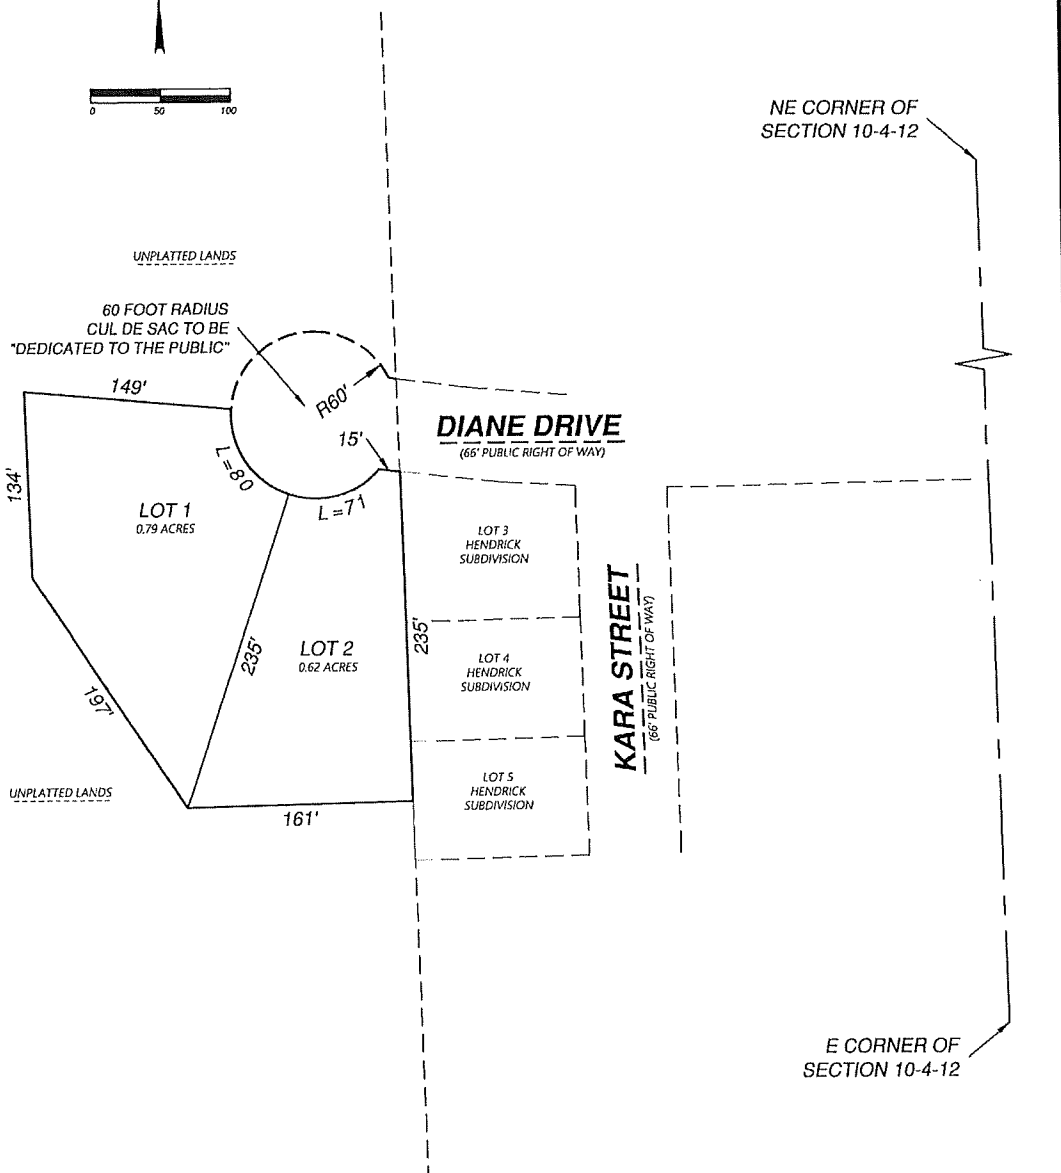 0 50 100
NE CORNER OF
SECTION 10-4-12
UNPLATTED LANDS
60 FOOT RADIUS
CUL DE SAC TO BE
"DEDICATED TO THE PUBLIC"
149'
R60'
DIANE DRIVE
(66' PUBLIC RIGHT OF WAY)
15'
134'
L=80
L=71
LOT 1
0.79 ACRES
LOT 3
HENDRICK
SUBDIVISION
KARA STREET
(66' PUBLIC RIGHT OF WAY)
235'
LOT 2
0.62 ACRES
235'
LOT 4
HENDRICK
SUBDIVISION
197'
UNPLATTED LANDS
LOT 5
HENDRICK
SUBDIVISION
161'
E CORNER OF
SECTION 10-4-12